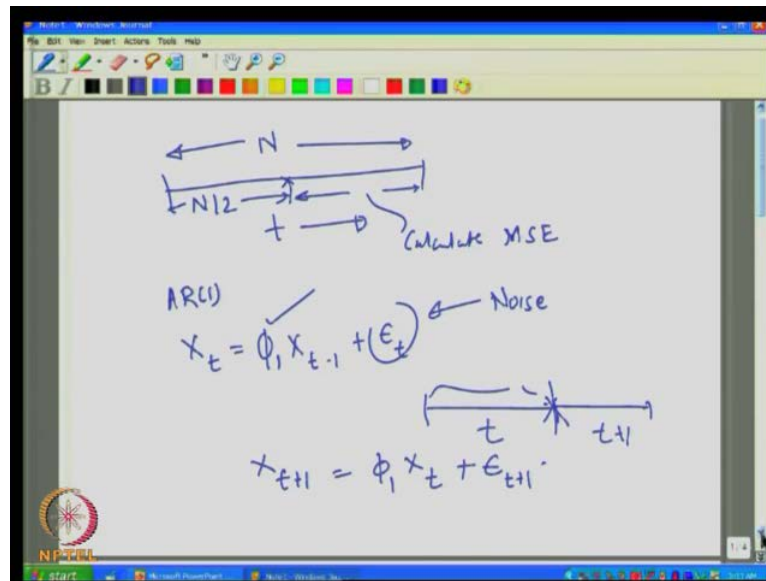 Note1 - Windows Journal
File Edit View Insert Actions Tools Help
B I
N
N/2
t
Calculate MSE
AR(1)
Noise
X_t = ϕ_1 X_{t-1} + (ϵ_t)
t t+1
X_{t+1} = ϕ_1 X_t + ϵ_{t+1}
NPTEL
1/4
start Microsoft PowerPoint Note1 - Windows Jou...